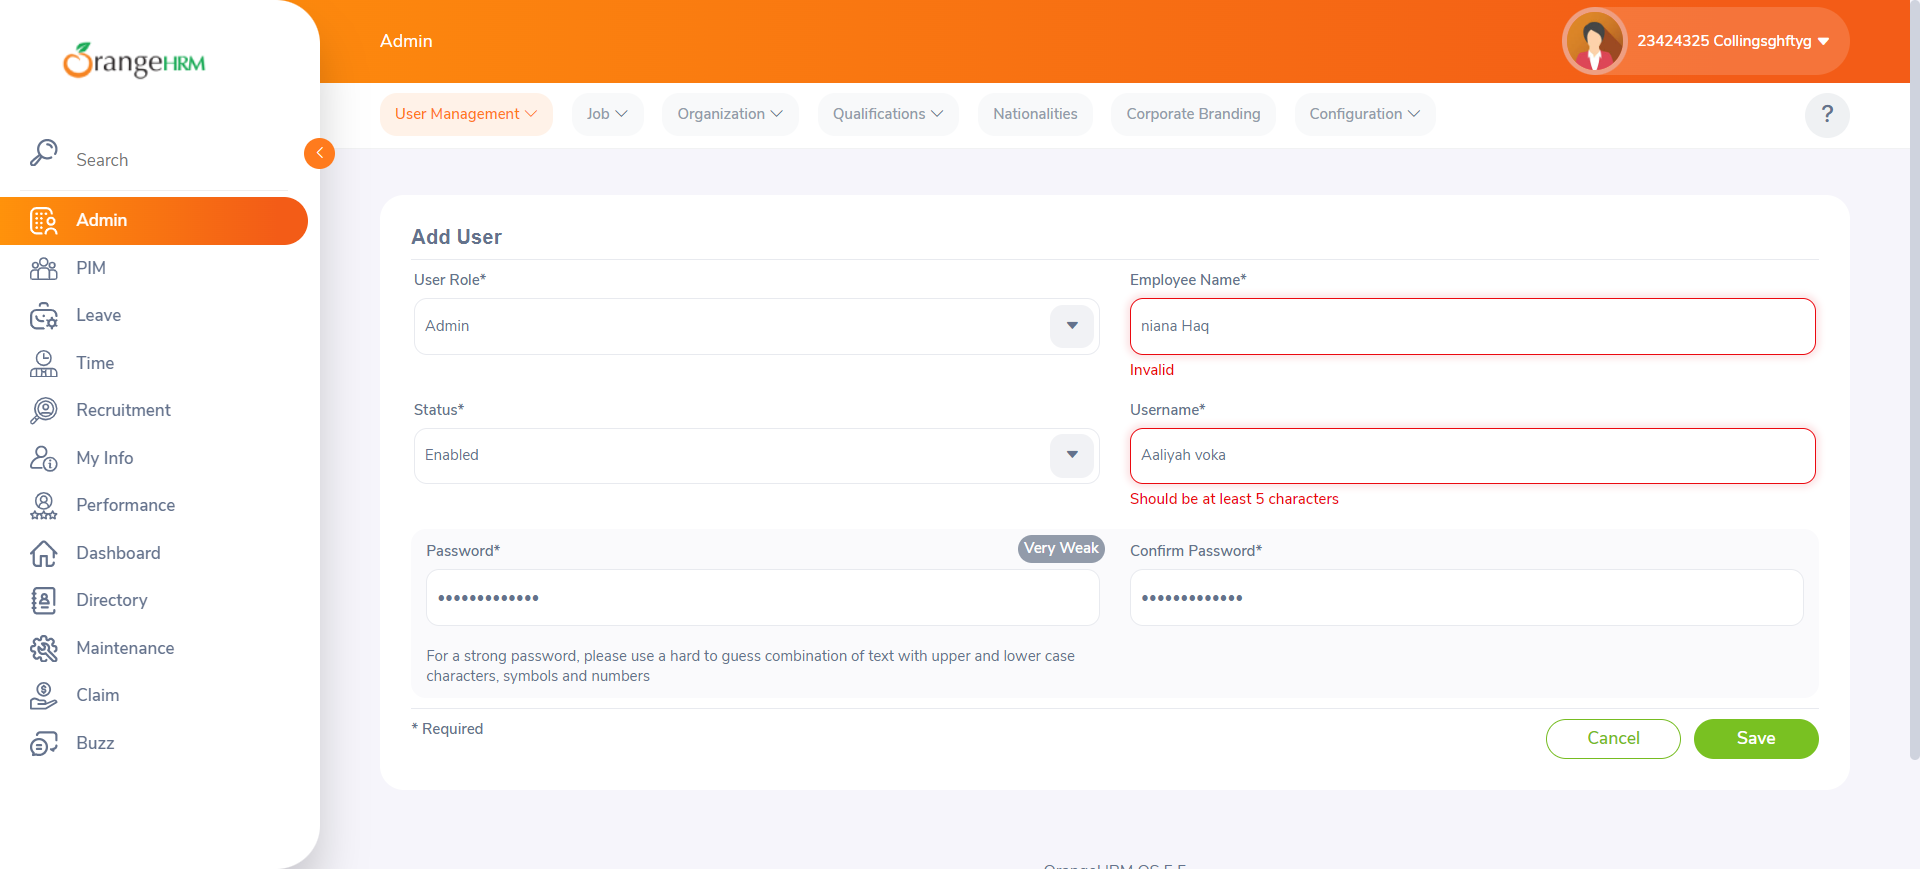 OrangeHRM
Admin
23424325 Collingsghftyg
User Management
Job
Organization
Qualifications
Nationalities
Corporate Branding
Configuration
?
Search
Admin
PIM
Leave
Time
Recruitment
My Info
Performance
Dashboard
Directory
Maintenance
Claim
Buzz
Add User
User Role*
Admin
Employee Name*
niana Haq
Invalid
Status*
Enabled
Username*
Aaliyah voka
Should be at least 5 characters
Password*
Very Weak
•••••••••••••
Confirm Password*
•••••••••••••
For a strong password, please use a hard to guess combination of text with upper and lower case
characters, symbols and numbers
* Required
Cancel
Save
OrangeHRM OS 5.5